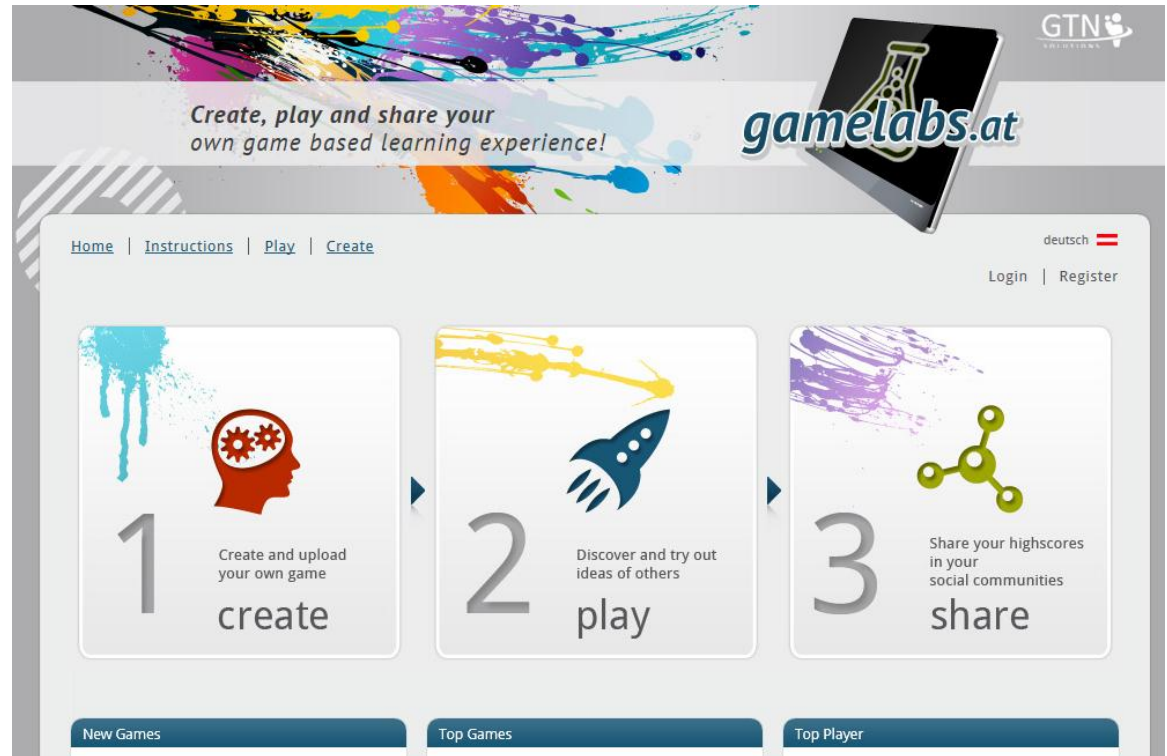 GTN
SOLUTIONS
Create, play and share your
own game based learning experience!
gamelabs.at
Home | Instructions | Play | Create
deutsch
Login | Register
1
Create and upload
your own game
create
2
Discover and try out
ideas of others
play
3
Share your highscores
in your
social communities
share
New Games
Top Games
Top Player